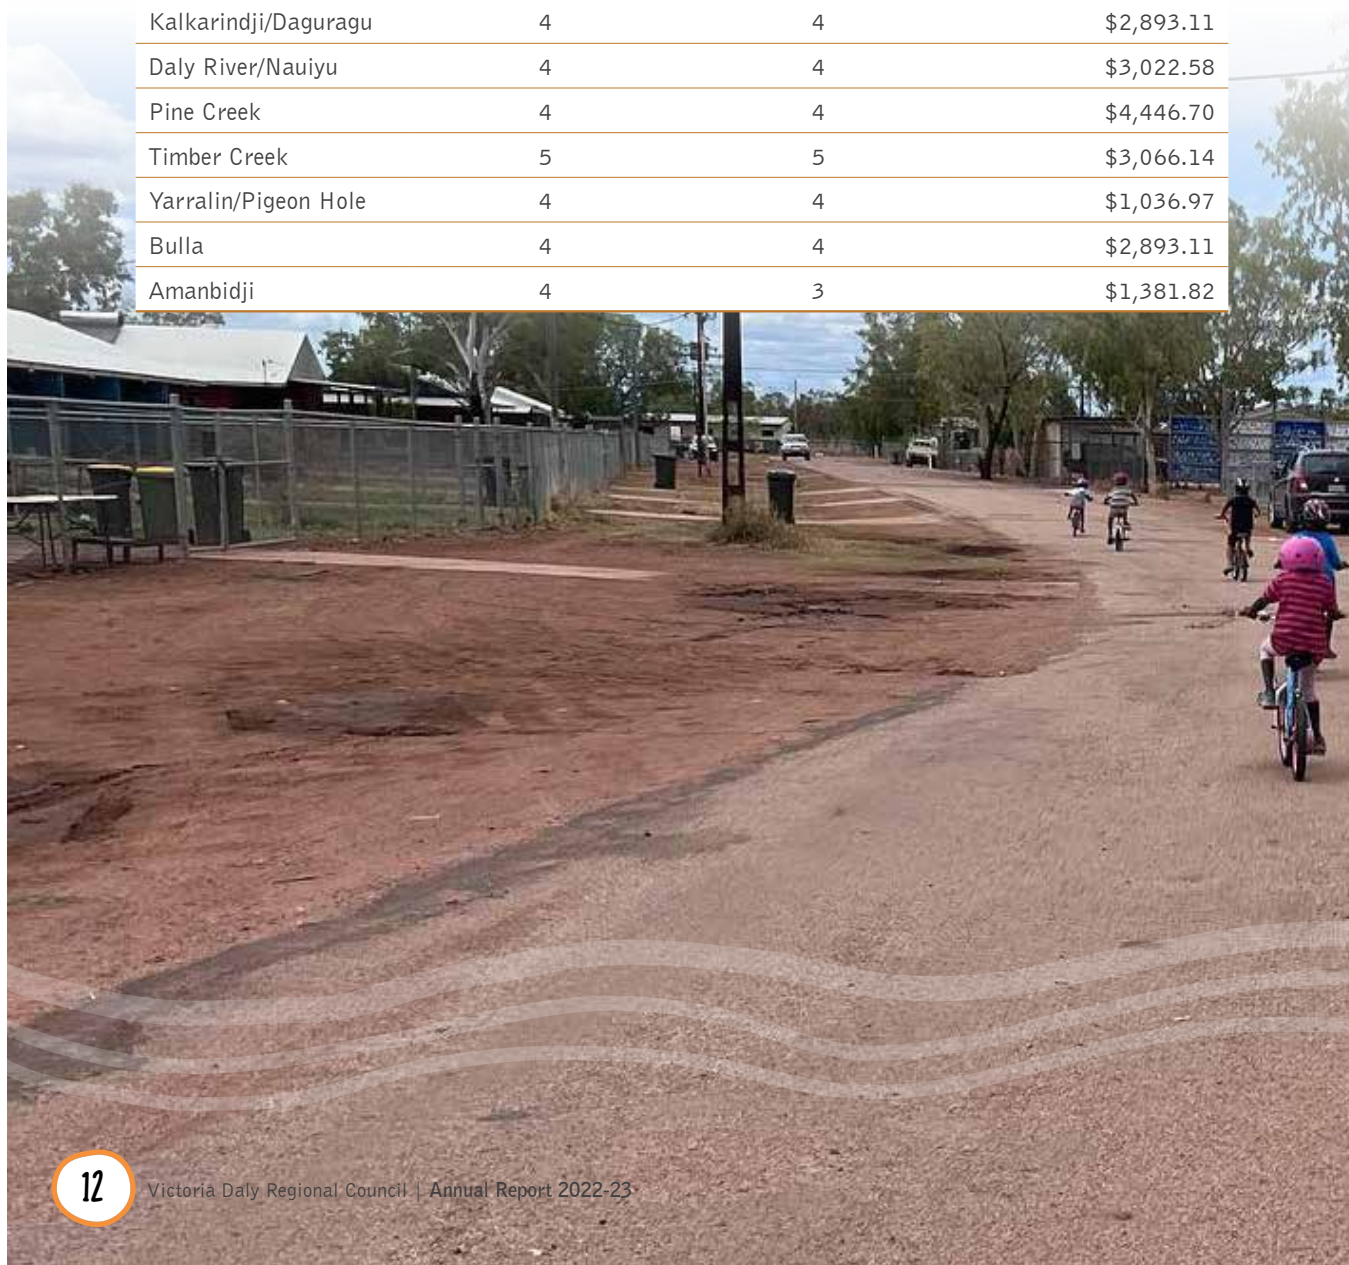 Kalkarindji/Daguragu 4 4 $2,893.11
Daly River/Nauiyu 4 4 $3,022.58
Pine Creek 4 4 $4,446.70
Timber Creek 5 5 $3,066.14
Yarralin/Pigeon Hole 4 4 $1,036.97
Bulla 4 4 $2,893.11
Amanbidji 4 3 $1,381.82
12 Victoria Daly Regional Council | Annual Report 2022-23